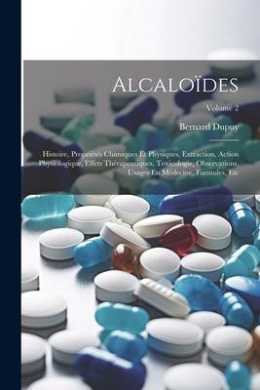 Alcaloïdes
Bernard Dupuy
Histoire, Propriétés Chimiques Et Physiques, Extraction, Action
Physiologique, Effets Thérapeutiques, Toxicologie, Observations,
Usages En Médecine, Formules, Etc
Volume 2